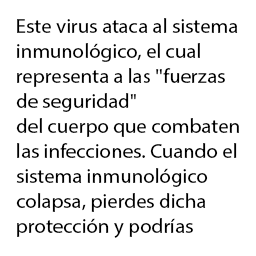 Este virus ataca al sistema
inmunológico, el cual
representa a las "fuerzas
de seguridad"
del cuerpo que combaten
las infecciones. Cuando el
sistema inmunológico
colapsa, pierdes dicha
protección y podrías